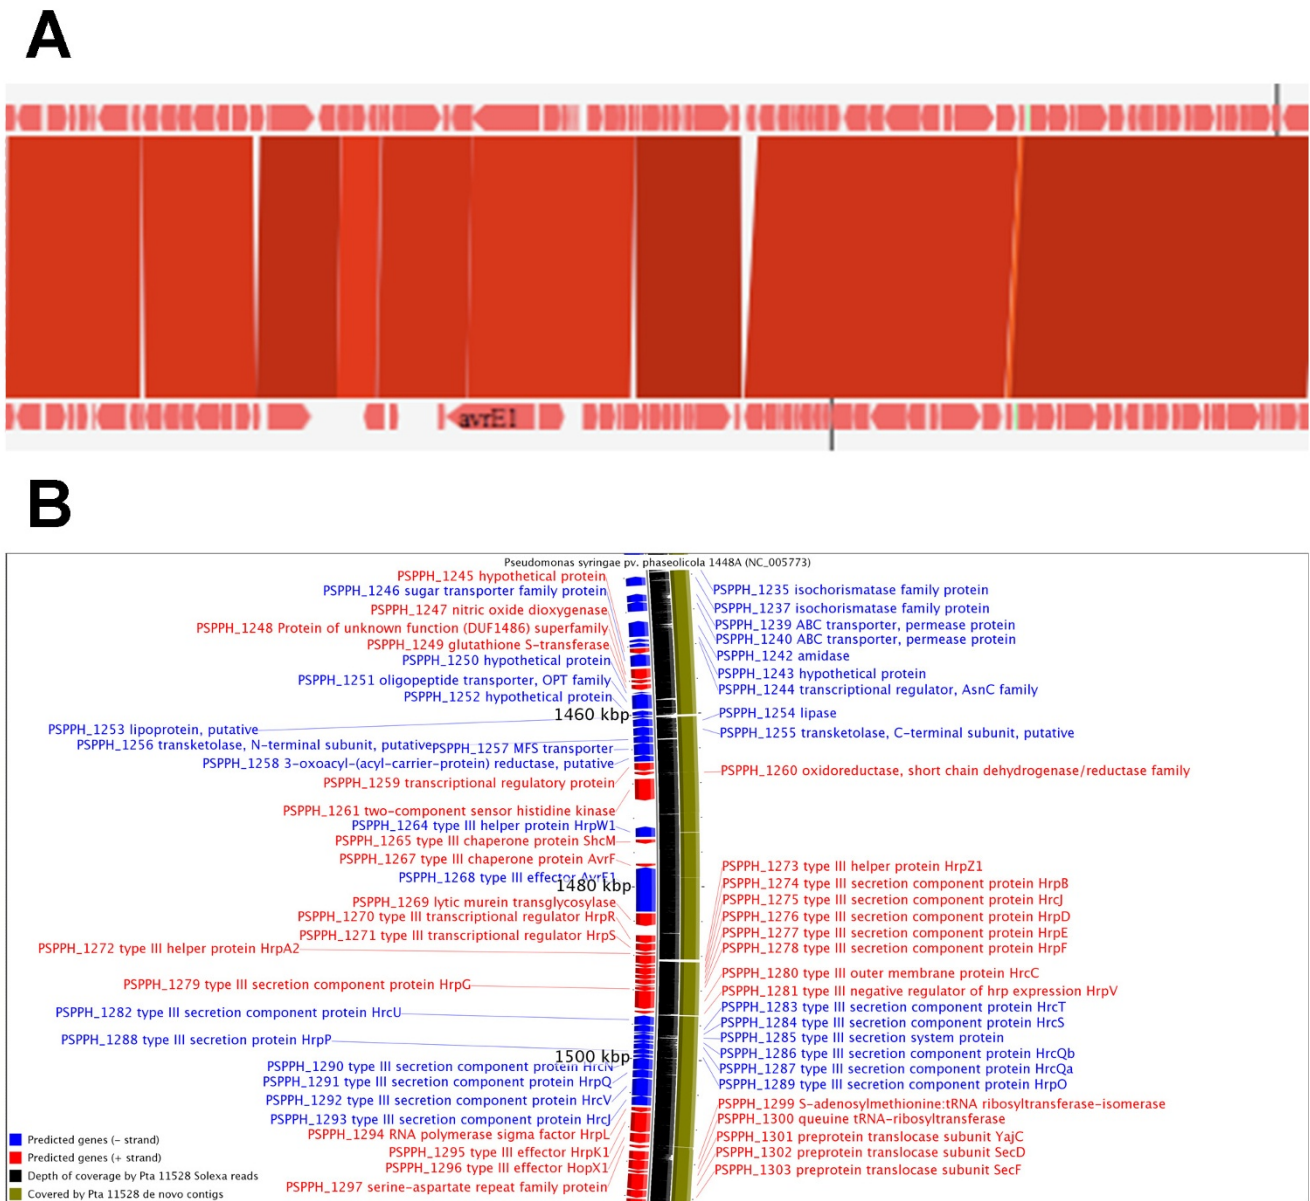 A
avrE1
B
Pseudomonas syringae pv. phaseolicola 1448A (NC_005773)
PSPPH_1245 hypothetical protein
PSPPH_1246 sugar transporter family protein
PSPPH_1247 nitric oxide dioxygenase
PSPPH_1248 Protein of unknown function (DUF1486) superfamily
PSPPH_1249 glutathione S-transferase
PSPPH_1250 hypothetical protein
PSPPH_1251 oligopeptide transporter, OPT family
PSPPH_1252 hypothetical protein
1460 kbp
PSPPH_1253 lipoprotein, putative
PSPPH_1256 transketolase, N-terminal subunit, putative
PSPPH_1257 MFS transporter
PSPPH_1258 3-oxoacyl-(acyl-carrier-protein) reductase, putative
PSPPH_1259 transcriptional regulatory protein
PSPPH_1261 two-component sensor histidine kinase
PSPPH_1264 type III helper protein HrpW1
PSPPH_1265 type III chaperone protein ShcM
PSPPH_1267 type III chaperone protein AvrF
PSPPH_1268 type III effector AvrE1
1480 kbp
PSPPH_1269 lytic murein transglycosylase
PSPPH_1270 type III transcriptional regulator HrpR
PSPPH_1271 type III transcriptional regulator HrpS
PSPPH_1272 type III helper protein HrpA2
PSPPH_1279 type III secretion component protein HrpG
PSPPH_1282 type III secretion component protein HrcU
PSPPH_1288 type III secretion protein HrpP
1500 kbp
PSPPH_1290 type III secretion component protein HrcN
PSPPH_1291 type III secretion component protein HrpQ
PSPPH_1292 type III secretion component protein HrcV
PSPPH_1293 type III secretion component protein HrcJ
PSPPH_1294 RNA polymerase sigma factor HrpL
PSPPH_1295 type III effector HrpK1
PSPPH_1296 type III effector HopX1
PSPPH_1297 serine-aspartate repeat family protein
PSPPH_1235 isochorismatase family protein
PSPPH_1237 isochorismatase family protein
PSPPH_1239 ABC transporter, permease protein
PSPPH_1240 ABC transporter, permease protein
PSPPH_1242 amidase
PSPPH_1243 hypothetical protein
PSPPH_1244 transcriptional regulator, AsnC family
PSPPH_1254 lipase
PSPPH_1255 transketolase, C-terminal subunit, putative
PSPPH_1260 oxidoreductase, short chain dehydrogenase/reductase family
PSPPH_1273 type III helper protein HrpZ1
PSPPH_1274 type III secretion component protein HrpB
PSPPH_1275 type III secretion component protein HrcJ
PSPPH_1276 type III secretion component protein HrpD
PSPPH_1277 type III secretion component protein HrpE
PSPPH_1278 type III secretion component protein HrpF
PSPPH_1280 type III outer membrane protein HrcC
PSPPH_1281 type III negative regulator of hrp expression HrpV
PSPPH_1283 type III secretion component protein HrcT
PSPPH_1284 type III secretion component protein HrcS
PSPPH_1285 type III secretion system protein
PSPPH_1286 type III secretion component protein HrcQb
PSPPH_1287 type III secretion component protein HrcQa
PSPPH_1289 type III secretion component protein HrpO
PSPPH_1299 S-adenosylmethionine:tRNA ribosyltransferase-isomerase
PSPPH_1300 queuine tRNA-ribosyltransferase
PSPPH_1301 preprotein translocase subunit YajC
PSPPH_1302 preprotein translocase subunit SecD
PSPPH_1303 preprotein translocase subunit SecF
Predicted genes (- strand)
Predicted genes (+ strand)
Depth of coverage by Pta 11528 Solexa reads
Covered by Pta 11528 de novo contigs